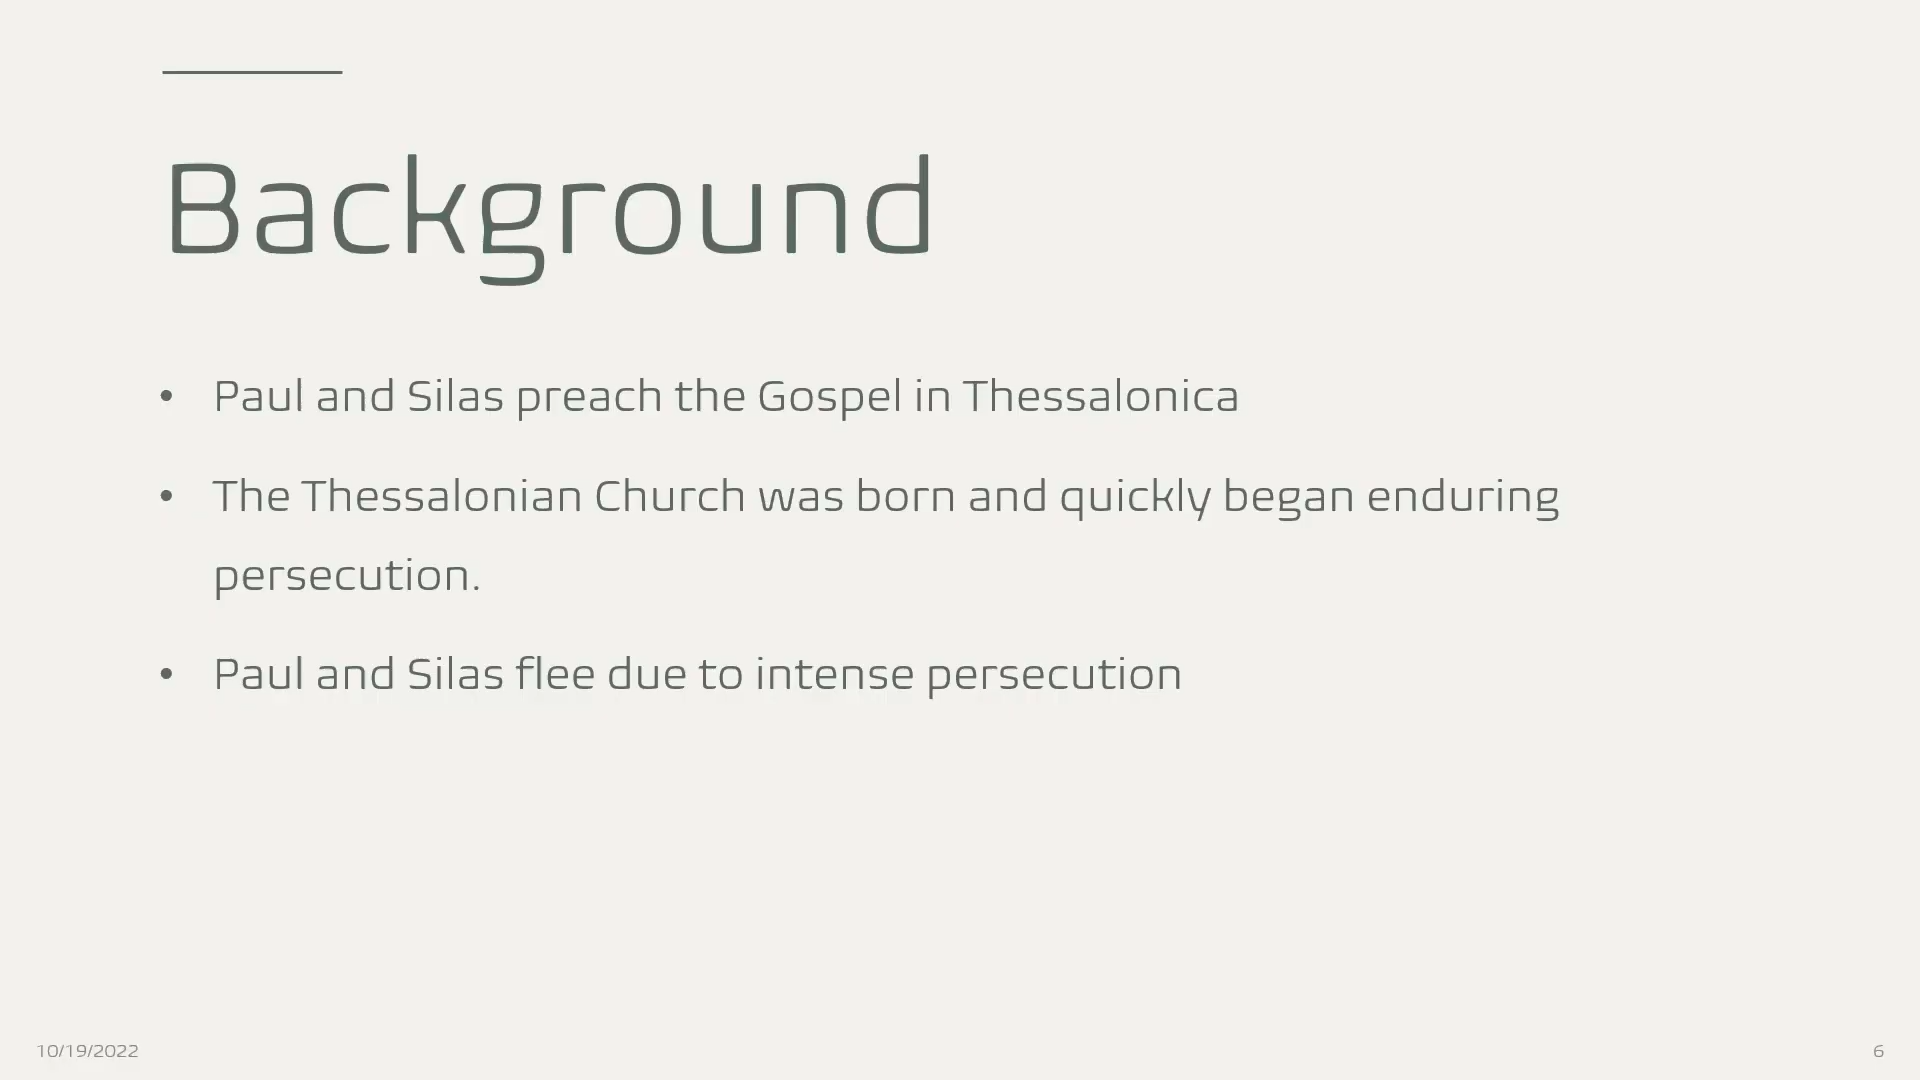 Background
• Paul and Silas preach the Gospel in Thessalonica
• The Thessalonian Church was born and quickly began enduring
persecution.
• Paul and Silas flee due to intense persecution
10/19/2022
6